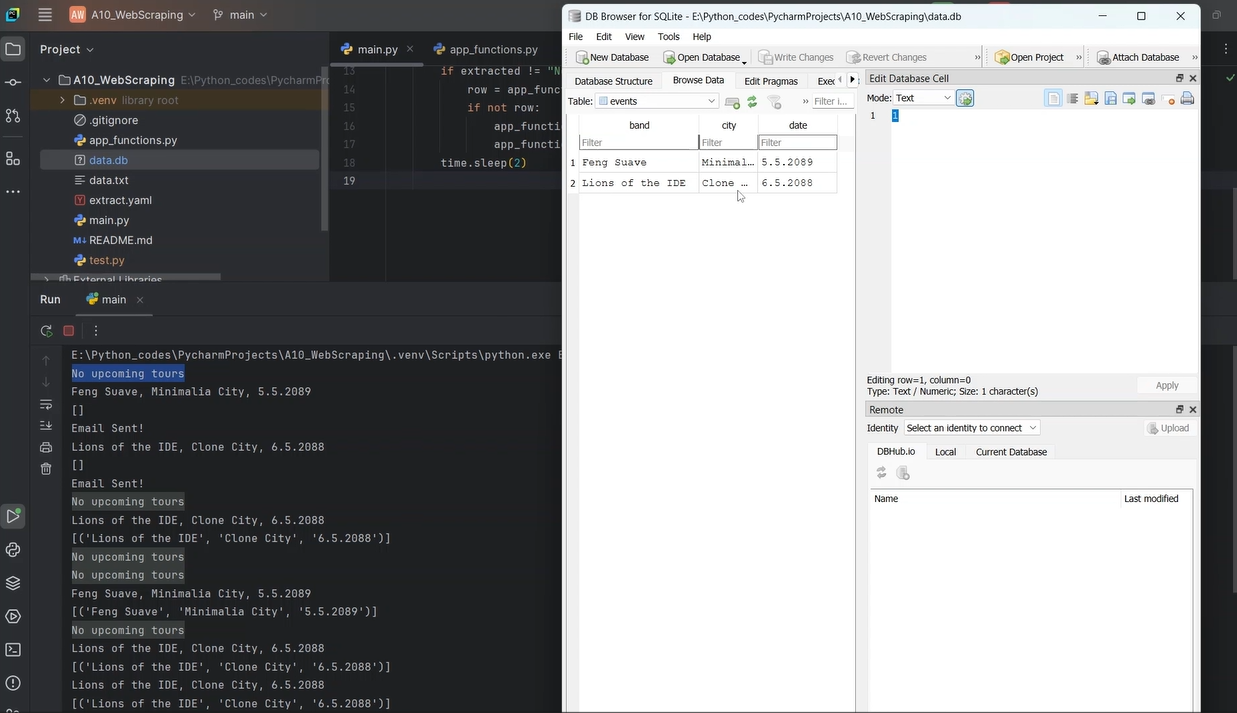 AW A10_WebScraping main
Project
A10_WebScraping E:\Python_codes\PycharmPr
.venv library root
.gitignore
app_functions.py
data.db
data.txt
extract.yaml
main.py
README.md
test.py
External Libraries
main.py app_functions.py
13 if extracted != "N
14 row = app_func
15 if not row:
16 app_functi
17 app_functi
18 time.sleep(2)
19
Run main
E:\Python_codes\PycharmProjects\A10_WebScraping\.venv\Scripts\python.exe E
No upcoming tours
Feng Suave, Minimalia City, 5.5.2089
[]
Email Sent!
Lions of the IDE, Clone City, 6.5.2088
[]
Email Sent!
No upcoming tours
Lions of the IDE, Clone City, 6.5.2088
[('Lions of the IDE', 'Clone City', '6.5.2088')]
No upcoming tours
No upcoming tours
Feng Suave, Minimalia City, 5.5.2089
[('Feng Suave', 'Minimalia City', '5.5.2089')]
No upcoming tours
Lions of the IDE, Clone City, 6.5.2088
[('Lions of the IDE', 'Clone City', '6.5.2088')]
Lions of the IDE, Clone City, 6.5.2088
[('Lions of the IDE', 'Clone City', '6.5.2088')]
DB Browser for SQLite - E:\Python_codes\PycharmProjects\A10_WebScraping\data.db
File Edit View Tools Help
New Database Open Database Write Changes Revert Changes » Open Project » Attach Database »
Database Structure Browse Data Edit Pragmas Exec
Table: events » Filter i...
band city date
Filter Filter Filter
1 Feng Suave Minimal... 5.5.2089
2 Lions of the IDE Clone ... 6.5.2088
Edit Database Cell
Mode: Text
1 1
Editing row=1, column=0
Type: Text / Numeric; Size: 1 character(s)
Apply
Remote
Identity Select an identity to connect Upload
DBHub.io Local Current Database
Name Last modified